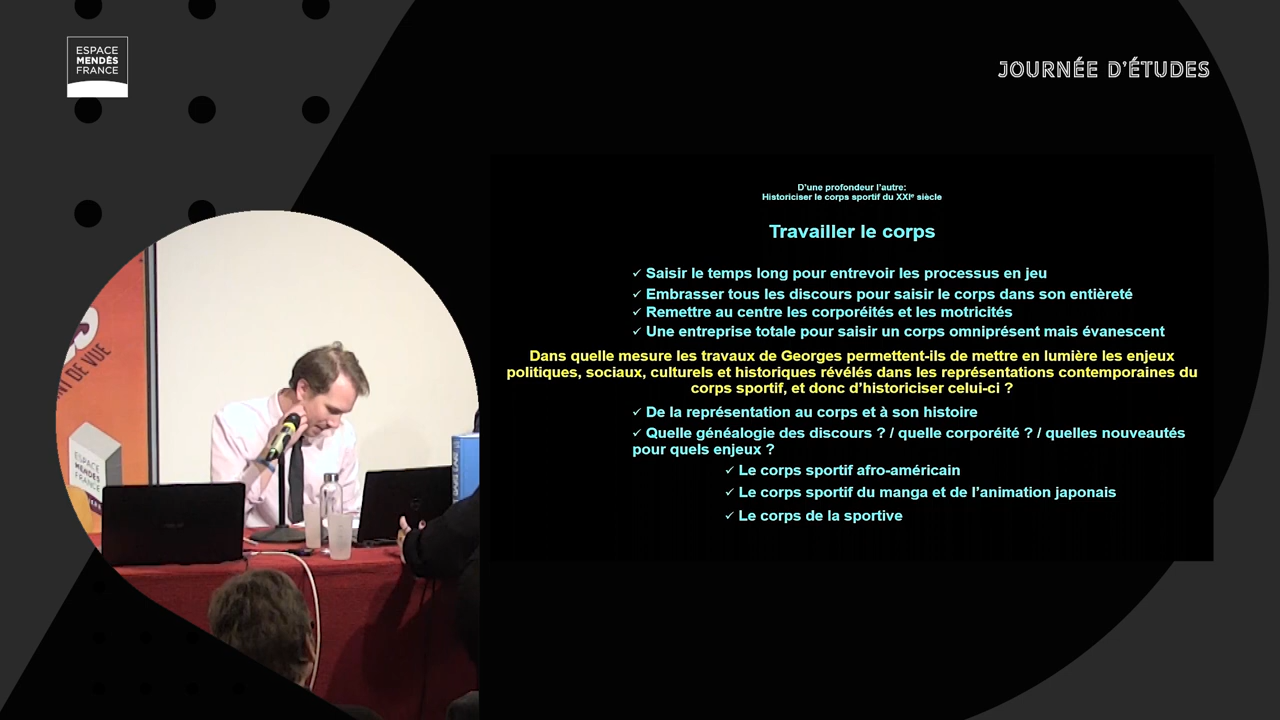 ESPACE
MENDÈS
FRANCE
JOURNÉE D'ÉTUDES
D'une profondeur l'autre:
Historiciser le corps sportif du XXIe siècle
Travailler le corps
✓ Saisir le temps long pour entrevoir les processus en jeu
✓ Embrasser tous les discours pour saisir le corps dans son entièreté
✓ Remettre au centre les corporéités et les motricités
✓ Une entreprise totale pour saisir un corps omniprésent mais évanescent
Dans quelle mesure les travaux de Georges permettent-ils de mettre en lumière les enjeux
politiques, sociaux, culturels et historiques révélés dans les représentations contemporaines du
corps sportif, et donc d'historiciser celui-ci ?
✓ De la représentation au corps et à son histoire
✓ Quelle généalogie des discours ? / quelle corporéité ? / quelles nouveautés
pour quels enjeux ?
✓ Le corps sportif afro-américain
✓ Le corps sportif du manga et de l'animation japonais
✓ Le corps de la sportive
DE VUE
ESPACE
MENDÈS
FRANCE